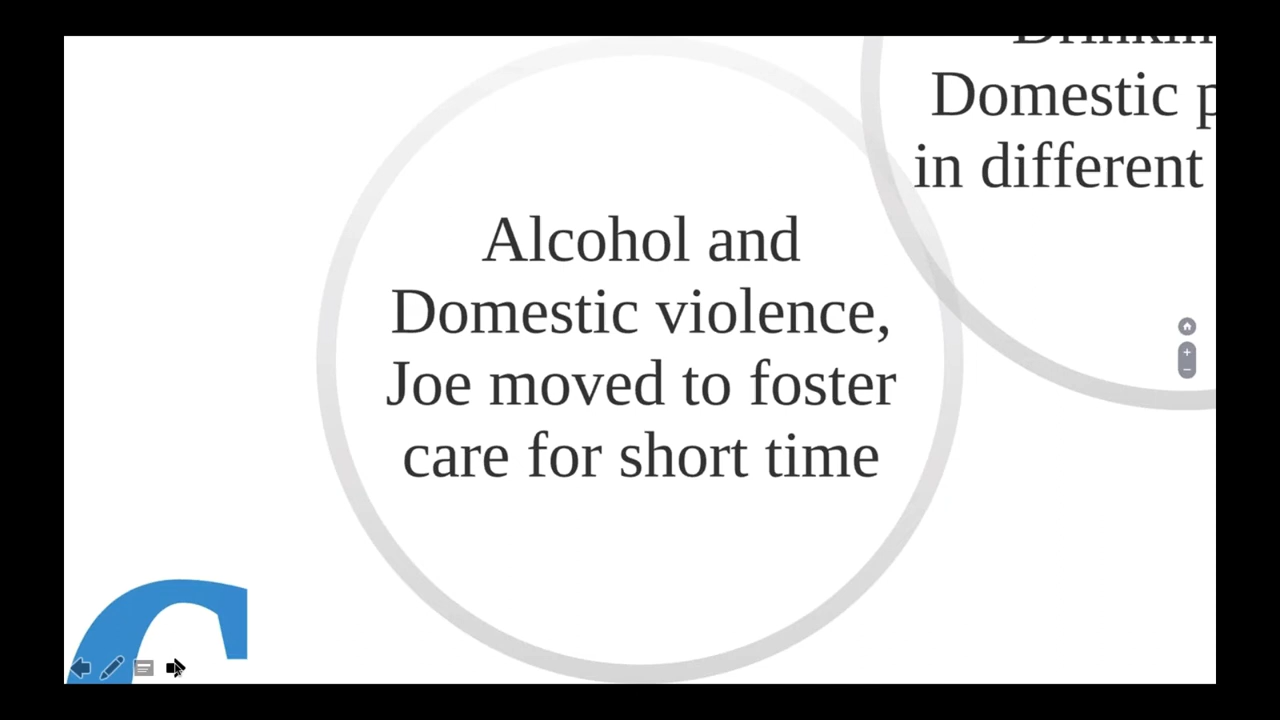 Domestic
in different
Alcohol and
Domestic violence,
Joe moved to foster
care for short time